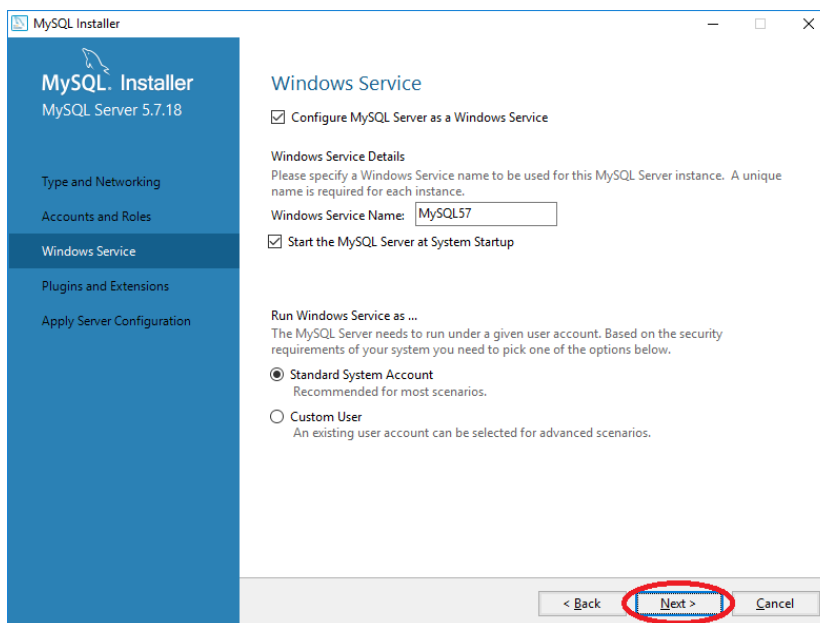 MySQL Installer
MySQL. Installer
MySQL Server 5.7.18
Type and Networking
Accounts and Roles
Windows Service
Plugins and Extensions
Apply Server Configuration
Windows Service
Configure MySQL Server as a Windows Service
Windows Service Details
Please specify a Windows Service name to be used for this MySQL Server instance. A unique
name is required for each instance.
Windows Service Name: MySQL57
Start the MySQL Server at System Startup
Run Windows Service as ...
The MySQL Server needs to run under a given user account. Based on the security
requirements of your system you need to pick one of the options below.
Standard System Account
Recommended for most scenarios.
Custom User
An existing user account can be selected for advanced scenarios.
< Back Next > Cancel